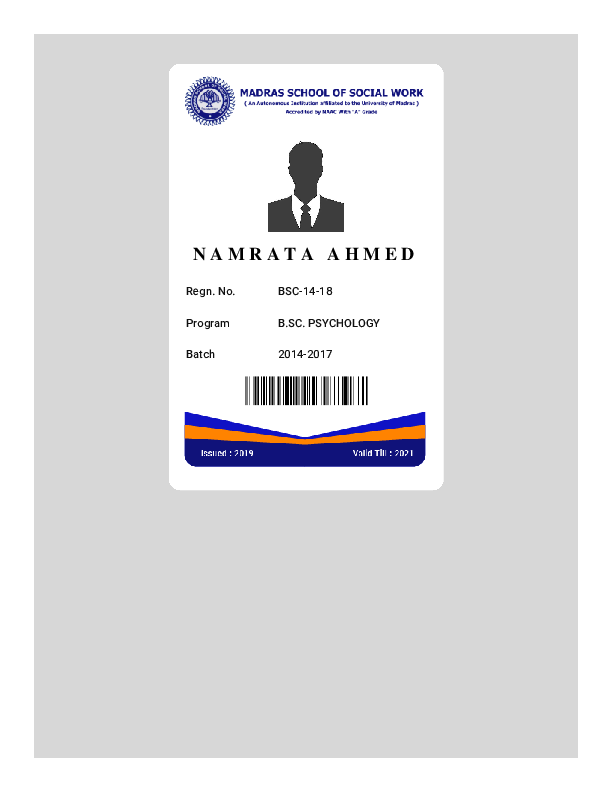 MADRAS SCHOOL OF SOCIAL WORK
( An Autonomous Institution affiliated to the University of Madras )
Accredited by NAAC With "A" Grade
NAMRATA AHMED
Regn. No. BSC-14-18
Program B.SC. PSYCHOLOGY
Batch 2014-2017
Issued : 2019 Valid Till : 2021